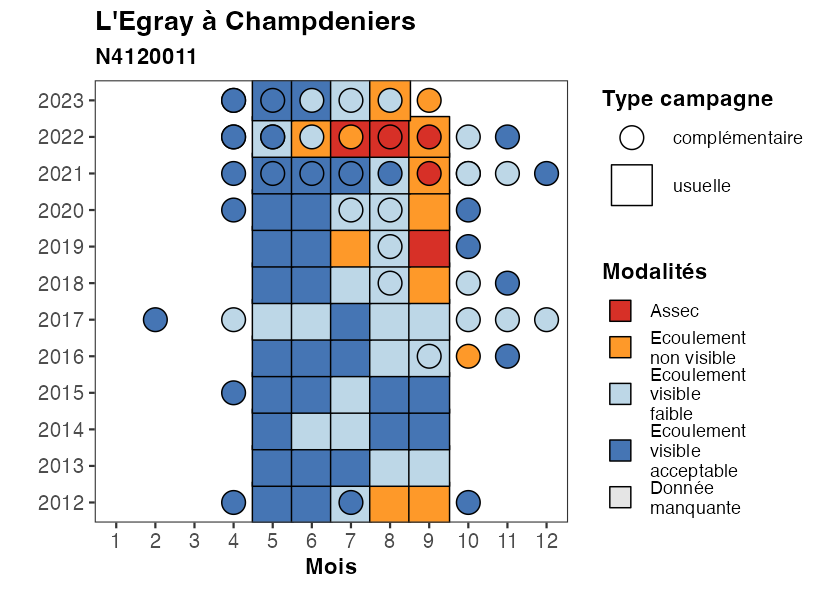 L'Egray à Champdeniers
N4120011
2023
2022
2021
2020
2019
2018
2017
2016
2015
2014
2013
2012
1 2 3 4 5 6 7 8 9 10 11 12
Mois
Type campagne
complémentaire
usuelle
Modalités
Assec
Ecoulement
non visible
Ecoulement
visible
faible
Ecoulement
visible
acceptable
Donnée
manquante